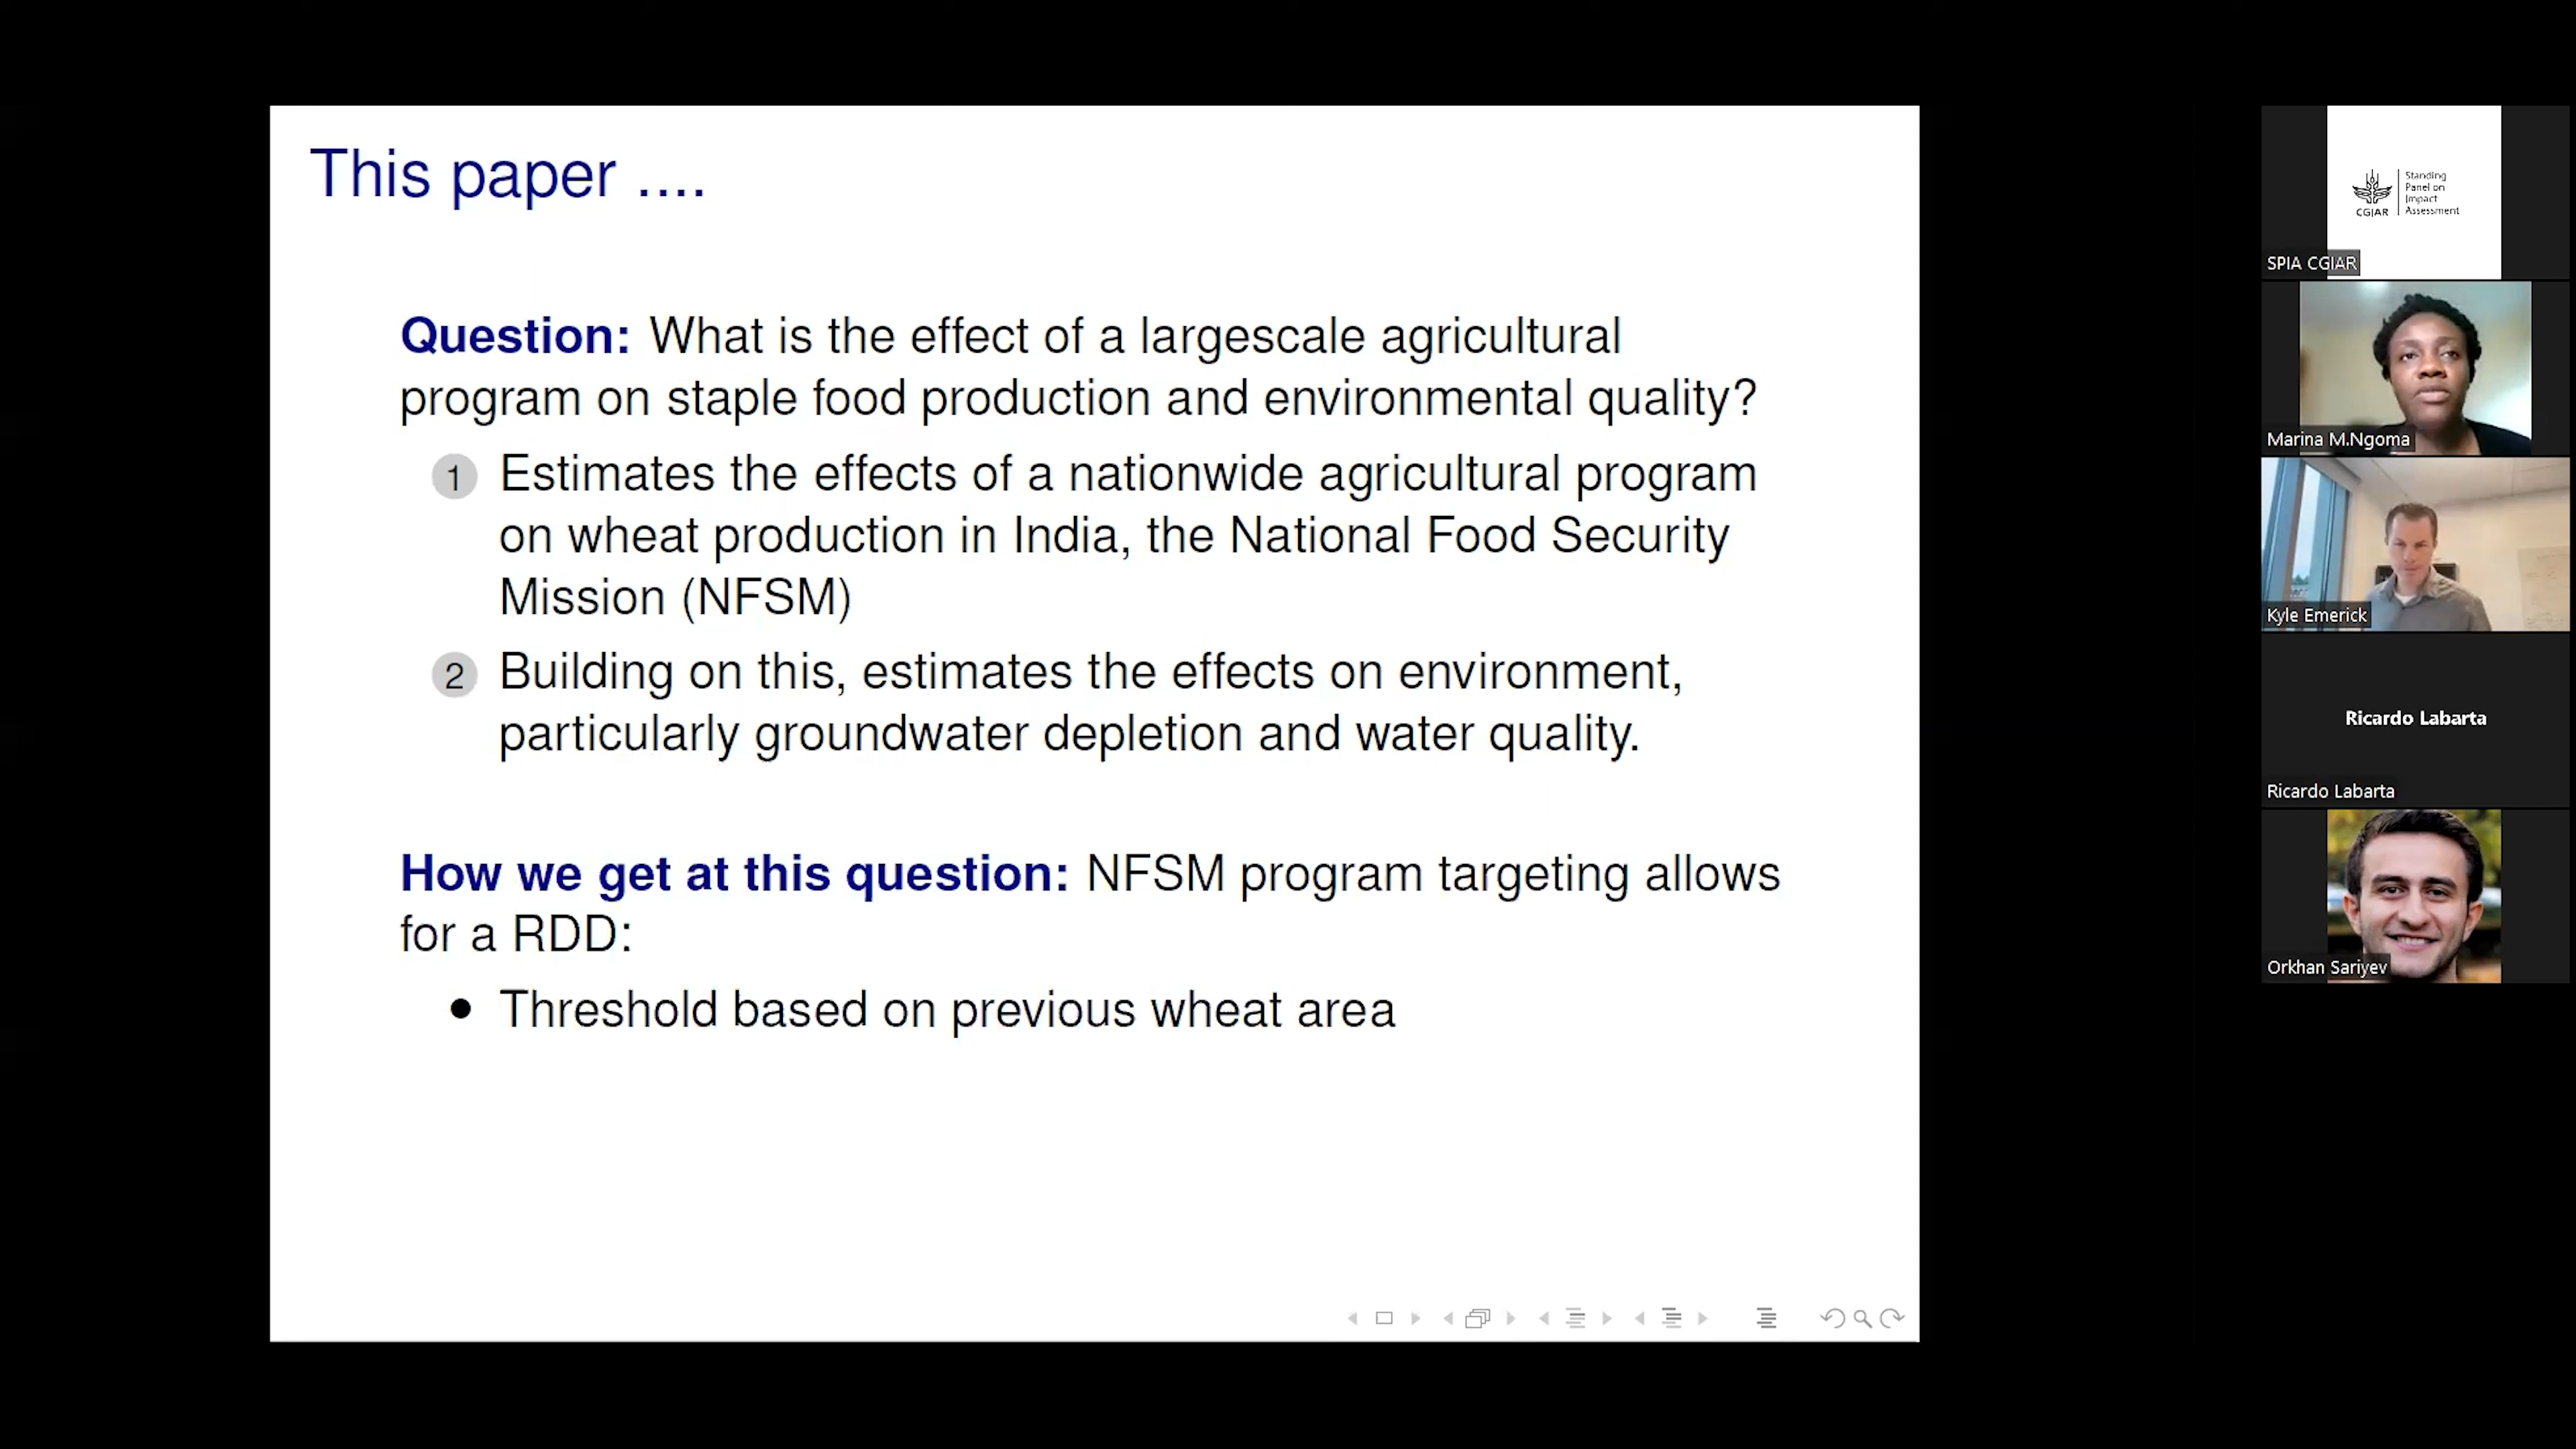 This paper ....
Question: What is the effect of a largescale agricultural
program on staple food production and environmental quality?
1 Estimates the effects of a nationwide agricultural program
on wheat production in India, the National Food Security
Mission (NFSM)
2 Building on this, estimates the effects on environment,
particularly groundwater depletion and water quality.
How we get at this question: NFSM program targeting allows
for a RDD:
• Threshold based on previous wheat area
CGIAR
Standing
Panel on
Impact
Assessment
SPIA CGIAR
Marina M.Ngoma
Kyle Emerick
Ricardo Labarta
Ricardo Labarta
Orkhan Sariyev